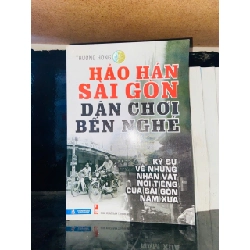 HẢO HÁN
SÀI GÒN
DÂN CHƠI
BẾN NGHÉ
KÝ SỰ
VỀ NHỮNG
NHÂN VẬT
NỔI TIẾNG
CỦA SÀI GÒN
NĂM XƯA